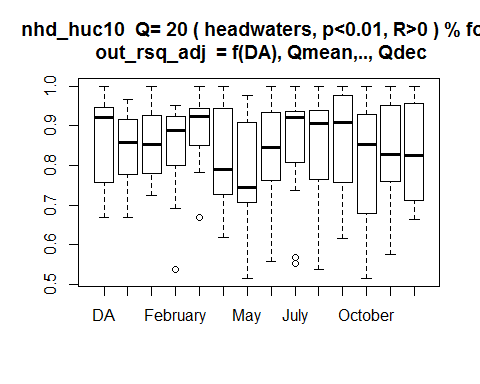 nhd_huc10 Q= 20 ( headwaters, p<0.01, R>0 ) % fo
out_rsq_adj = f(DA), Qmean,.., Qdec
1.0
0.9
0.8
0.7
0.6
0.5
DA February May July October